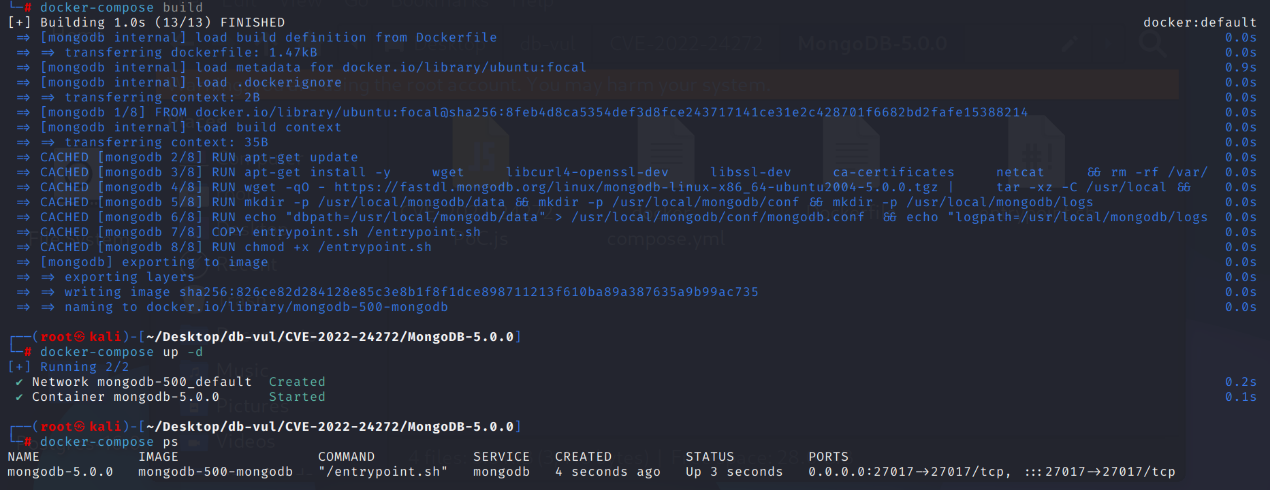 └─# docker-compose build
[+] Building 1.0s (13/13) FINISHED docker:default
=> [mongodb internal] load build definition from Dockerfile 0.0s
=> => transferring dockerfile: 1.47kB 0.0s
=> [mongodb internal] load metadata for docker.io/library/ubuntu:focal 0.9s
=> [mongodb internal] load .dockerignore 0.0s
=> => transferring context: 2B 0.0s
=> [mongodb 1/8] FROM docker.io/library/ubuntu:focal@sha256:8feb4d8ca5354def3d8fce243717141ce31e2c428701f6682bd2fafe15388214 0.0s
=> [mongodb internal] load build context 0.0s
=> => transferring context: 35B 0.0s
=> CACHED [mongodb 2/8] RUN apt-get update 0.0s
=> CACHED [mongodb 3/8] RUN apt-get install -y wget libcurl4-openssl-dev libssl-dev ca-certificates netcat && rm -rf /var/ 0.0s
=> CACHED [mongodb 4/8] RUN wget -qO - https://fastdl.mongodb.org/linux/mongodb-linux-x86_64-ubuntu2004-5.0.0.tgz | tar -xz -C /usr/local && 0.0s
=> CACHED [mongodb 5/8] RUN mkdir -p /usr/local/mongodb/data && mkdir -p /usr/local/mongodb/conf && mkdir -p /usr/local/mongodb/logs 0.0s
=> CACHED [mongodb 6/8] RUN echo "dbpath=/usr/local/mongodb/data" > /usr/local/mongodb/conf/mongodb.conf && echo "logpath=/usr/local/mongodb/logs 0.0s
=> CACHED [mongodb 7/8] COPY entrypoint.sh /entrypoint.sh 0.0s
=> CACHED [mongodb 8/8] RUN chmod +x /entrypoint.sh 0.0s
=> [mongodb] exporting to image 0.0s
=> => exporting layers 0.0s
=> => writing image sha256:826ce82d284128e85c3e8b1f8f1dce898711213f610ba89a387635a9b99ac735 0.0s
=> => naming to docker.io/library/mongodb-500-mongodb 0.0s
┌──(root㉿kali)-[~/Desktop/db-vul/CVE-2022-24272/MongoDB-5.0.0]
└─# docker-compose up -d
[+] Running 2/2
✔ Network mongodb-500_default Created 0.2s
✔ Container mongodb-5.0.0 Started 0.1s
┌──(root㉿kali)-[~/Desktop/db-vul/CVE-2022-24272/MongoDB-5.0.0]
└─# docker-compose ps
NAME IMAGE COMMAND SERVICE CREATED STATUS PORTS
mongodb-5.0.0 mongodb-500-mongodb "/entrypoint.sh" mongodb 4 seconds ago Up 3 seconds 0.0.0.0:27017->27017/tcp, :::27017->27017/tcp